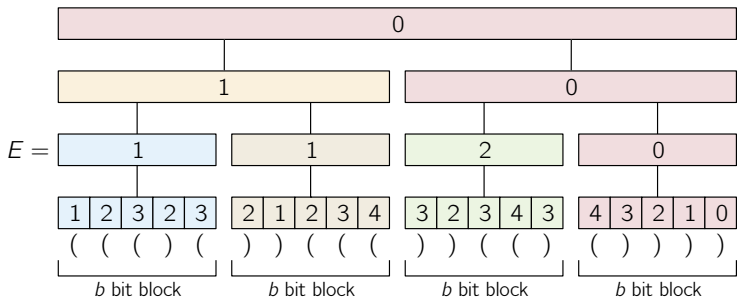 0
1 0
E = 1 1 2 0
1 2 3 2 3 2 1 2 3 4 3 2 3 4 3 4 3 2 1 0
( ( ( ) ( ) ) ( ( ( ) ) ( ( ) ( ) ) ) )
b bit block b bit block b bit block b bit block